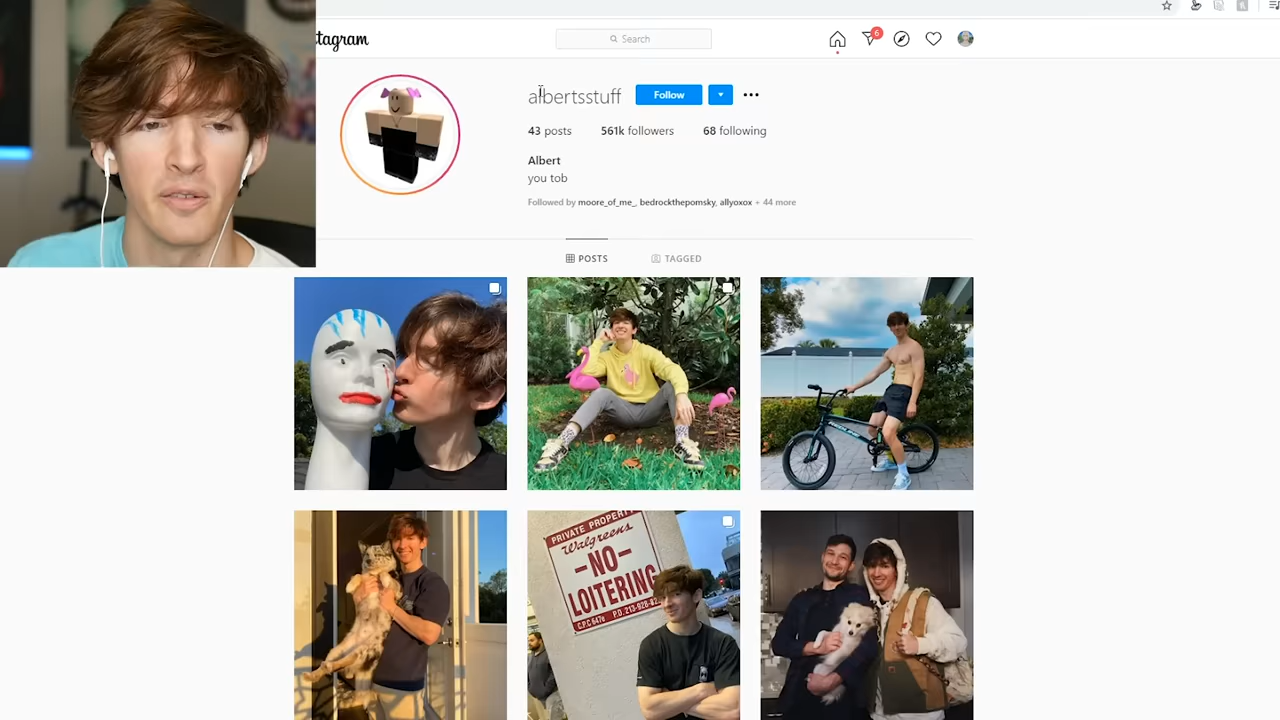 tagram
Search
6
albertsstuff
Follow
43 posts 561k followers 68 following
Albert
you tob
Followed by moore_of_me_, bedrockthepomsky, allyoxox + 44 more
POSTS TAGGED
PRIVATE PROPERTY
Walgreens
-NO-
LOITERING